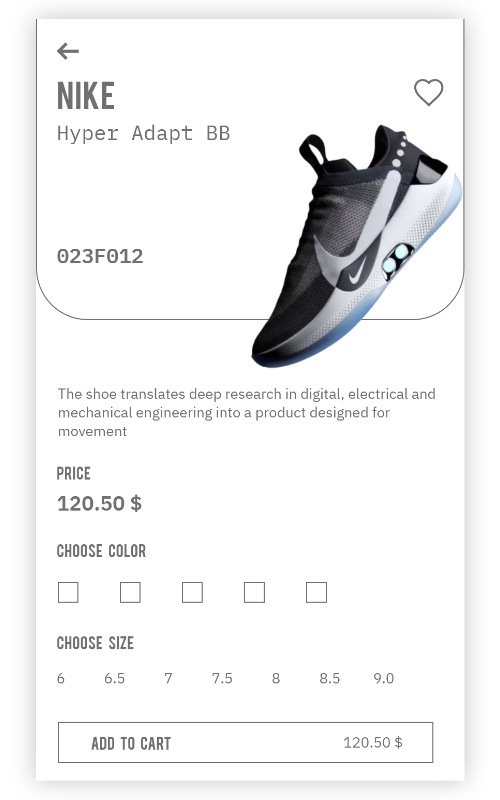 NIKE
Hyper Adapt BB
023F012
The shoe translates deep research in digital, electrical and
mechanical engineering into a product designed for
movement
PRICE
120.50 $
CHOOSE COLOR
CHOOSE SIZE
6 6.5 7 7.5 8 8.5 9.0
ADD TO CART 120.50 $